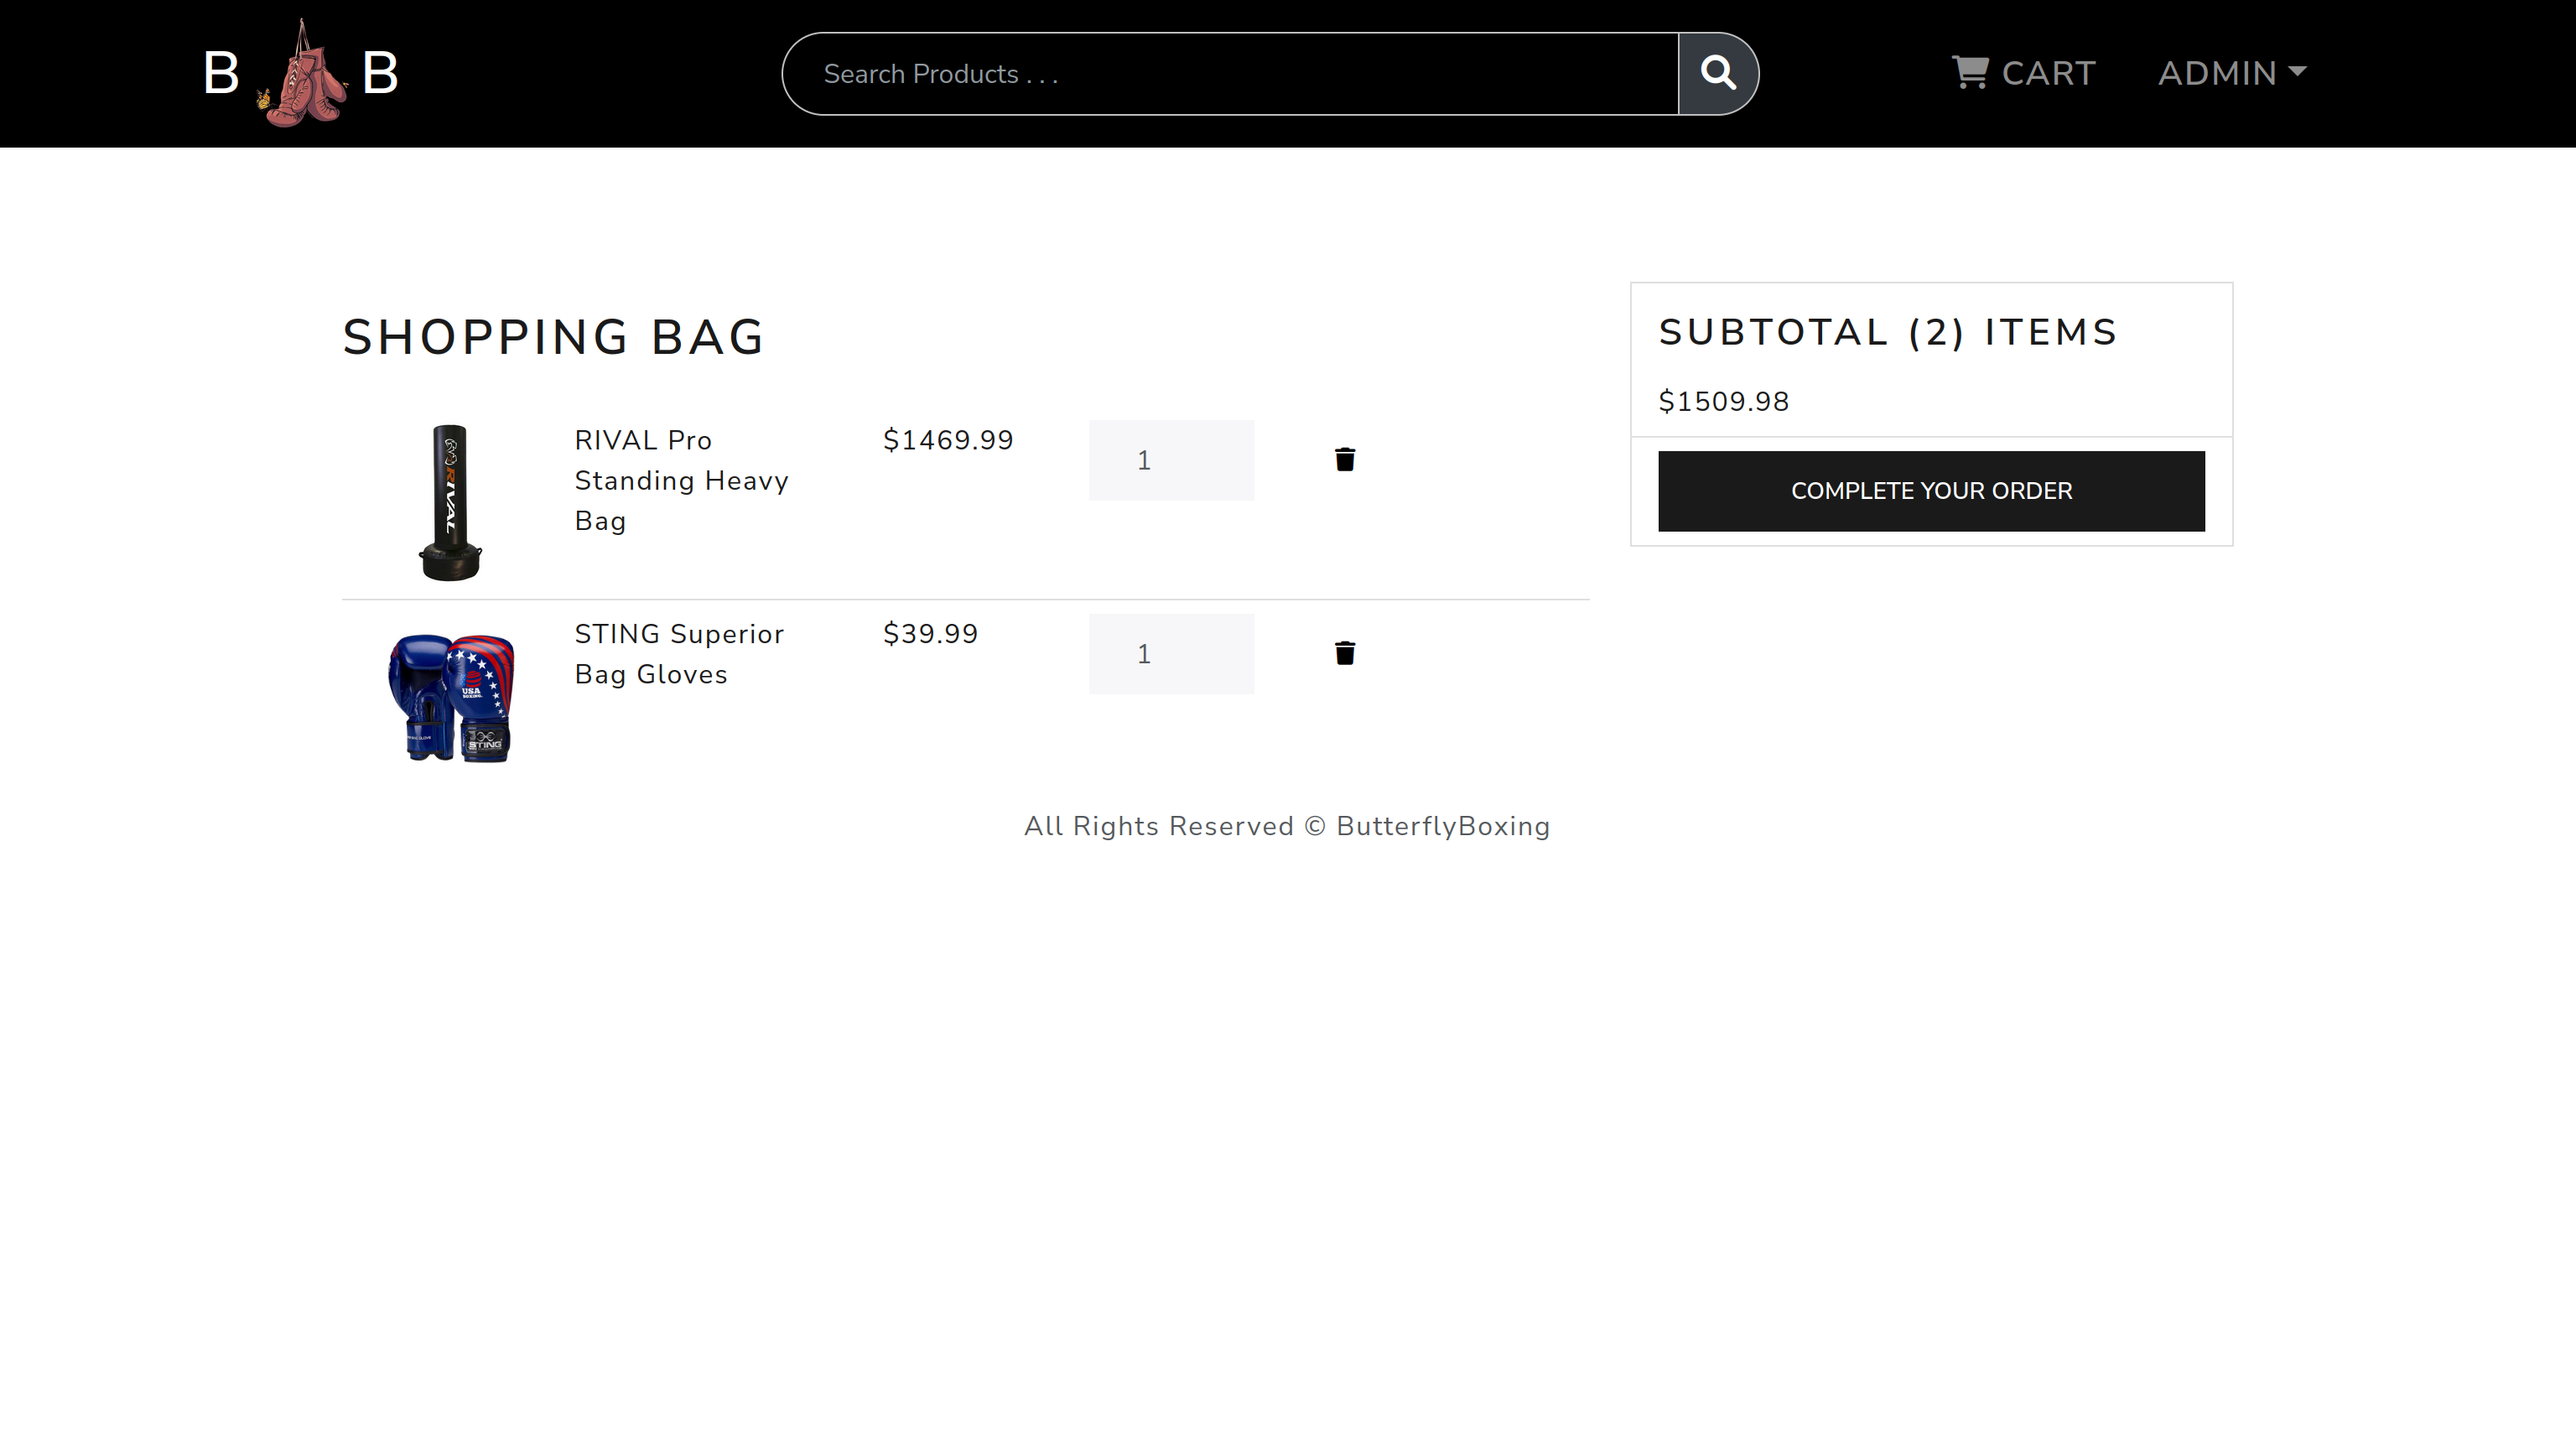 B B
Search Products . . .
CART
ADMIN
SHOPPING BAG
RIVAL
RIVAL Pro
Standing Heavy
Bag
$1469.99
1
USA
BOXING
STING
STING Superior
Bag Gloves
$39.99
1
SUBTOTAL (2) ITEMS
$1509.98
COMPLETE YOUR ORDER
All Rights Reserved © ButterflyBoxing